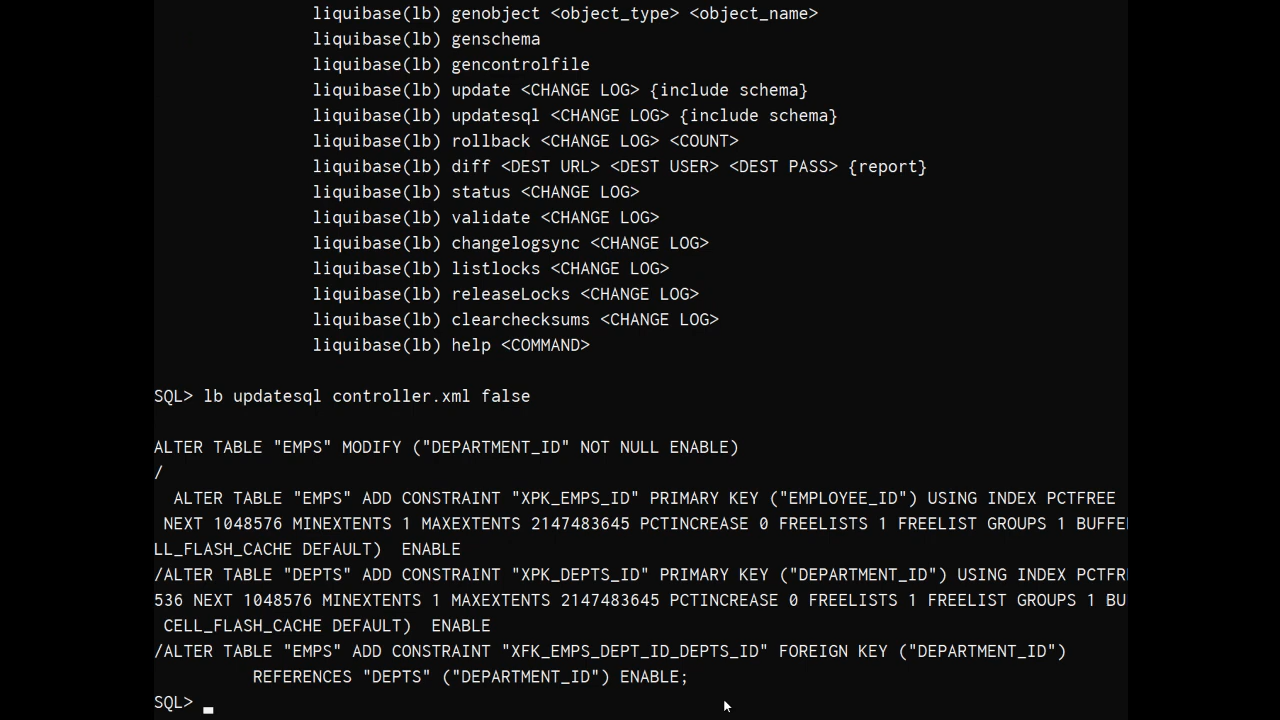 liquibase(lb) genobject <object_type> <object_name>
liquibase(lb) genschema
liquibase(lb) gencontrolfile
liquibase(lb) update <CHANGE LOG> {include schema}
liquibase(lb) updatesql <CHANGE LOG> {include schema}
liquibase(lb) rollback <CHANGE LOG> <COUNT>
liquibase(lb) diff <DEST URL> <DEST USER> <DEST PASS> {report}
liquibase(lb) status <CHANGE LOG>
liquibase(lb) validate <CHANGE LOG>
liquibase(lb) changelogsync <CHANGE LOG>
liquibase(lb) listlocks <CHANGE LOG>
liquibase(lb) releaseLocks <CHANGE LOG>
liquibase(lb) clearchecksums <CHANGE LOG>
liquibase(lb) help <COMMAND>
SQL> lb updatesql controller.xml false
ALTER TABLE "EMPS" MODIFY ("DEPARTMENT_ID" NOT NULL ENABLE)
/
ALTER TABLE "EMPS" ADD CONSTRAINT "XPK_EMPS_ID" PRIMARY KEY ("EMPLOYEE_ID") USING INDEX PCTFREE
NEXT 1048576 MINEXTENTS 1 MAXEXTENTS 2147483645 PCTINCREASE 0 FREELISTS 1 FREELIST GROUPS 1 BUFFE
LL_FLASH_CACHE DEFAULT)  ENABLE
/ALTER TABLE "DEPTS" ADD CONSTRAINT "XPK_DEPTS_ID" PRIMARY KEY ("DEPARTMENT_ID") USING INDEX PCTFR
536 NEXT 1048576 MINEXTENTS 1 MAXEXTENTS 2147483645 PCTINCREASE 0 FREELISTS 1 FREELIST GROUPS 1 BU
CELL_FLASH_CACHE DEFAULT)  ENABLE
/ALTER TABLE "EMPS" ADD CONSTRAINT "XFK_EMPS_DEPT_ID_DEPTS_ID" FOREIGN KEY ("DEPARTMENT_ID")
REFERENCES "DEPTS" ("DEPARTMENT_ID") ENABLE;
SQL>